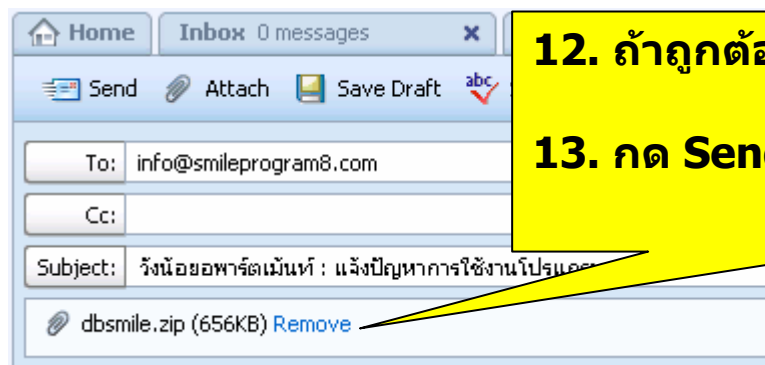 Home Inbox 0 messages
Send Attach Save Draft
To: info@smileprogram8.com
Cc:
Subject: วังน้อยอพาร์ตเม้นท์ : แจ้งปัญหาการใช้งานโปรแกรม
dbsmile.zip (656KB) Remove
12. ถ้าถูกต้อ
13. กด Send